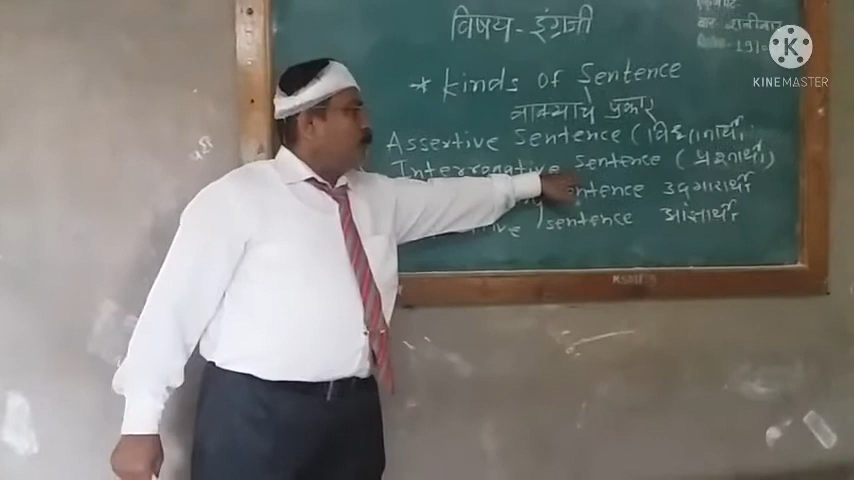 विषय - इंग्रजी
* Kinds of Sentence
वाक्याचे प्रकार
Assertive Sentence (विधानार्थी
Interrogative Sentence (प्रश्नार्थी)
sentence उद्गारार्थी
sentence आज्ञार्थी
KINEMASTER